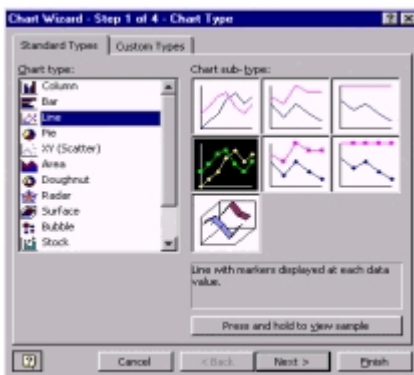 Chart Wizard - Step 1 of 4 - Chart Type
Standard Types
Custom Types
Chart type:
Column
Bar
Line
Pie
XY (Scatter)
Area
Doughnut
Radar
Surface
Bubble
Stock
Chart sub-type:
Line with markers displayed at each data
value.
Press and hold to view sample
Cancel
< Back
Next >
Finish